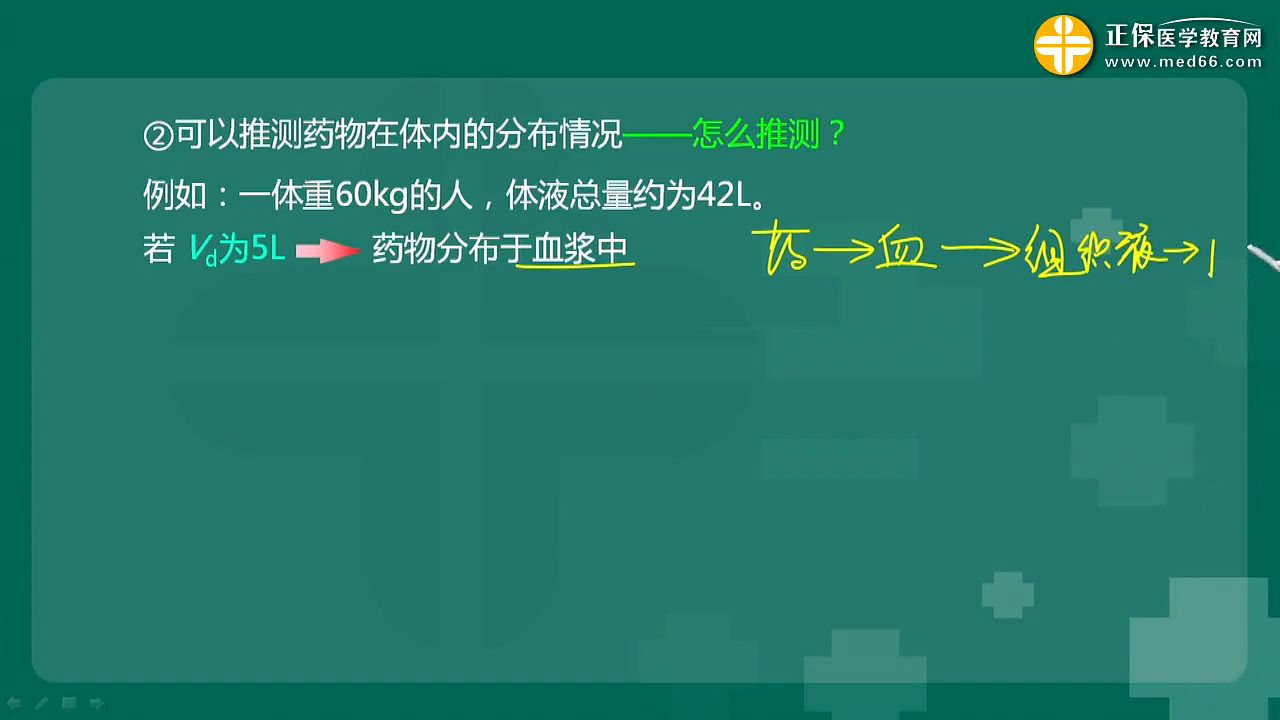 正保医学教育网
www.med66.com
②可以推测药物在体内的分布情况——怎么推测？
例如：一体重60kg的人，体液总量约为42L。
若 Vd为5L 药物分布于血浆中
药→血→组织液→